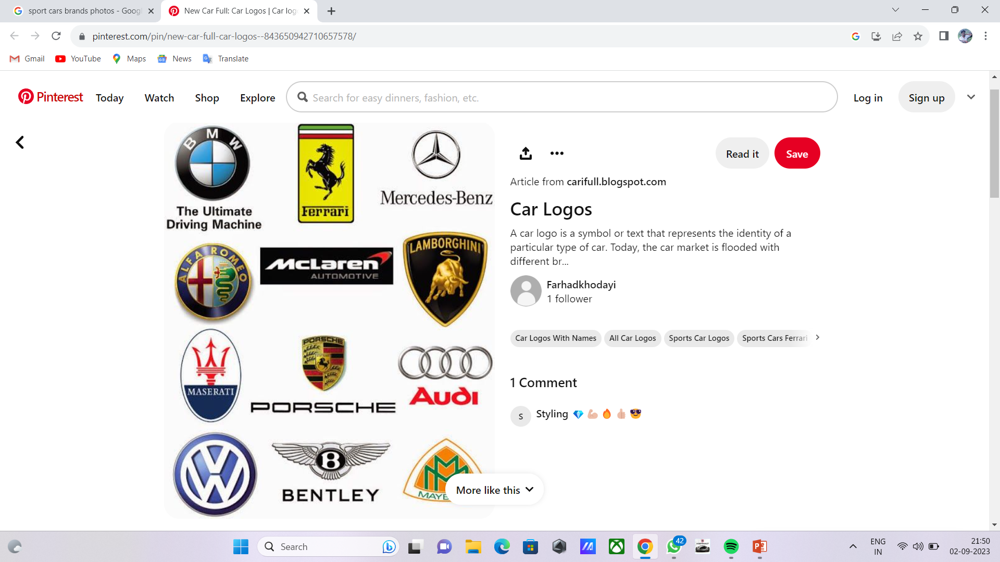 sport cars brands photos - Goog
New Car Full: Car Logos | Car log
pinterest.com/pin/new-car-full-car-logos--843650942710657578/
Gmail
YouTube
Maps
News
Translate
Pinterest
Today
Watch
Shop
Explore
Search for easy dinners, fashion, etc.
Log in
Sign up
BMW
The Ultimate
Driving Machine
Ferrari
Mercedes-Benz
ALFA ROMEO
McLaren
AUTOMOTIVE
LAMBORGHINI
MASERATI
PORSCHE
PORSCHE
Audi
VW
B
BENTLEY
MM
MAYB
More like this
Read it
Save
Article from carifull.blogspot.com
Car Logos
A car logo is a symbol or text that represents the identity of a
particular type of car. Today, the car market is flooded with
different br...
Farhadkhodayi
1 follower
Car Logos With Names
All Car Logos
Sports Car Logos
Sports Cars Ferrari
1 Comment
S
Styling 💎 💪🏼 🔥 👍🏼 😎
Search
42
ENG
IN
21:50
02-09-2023